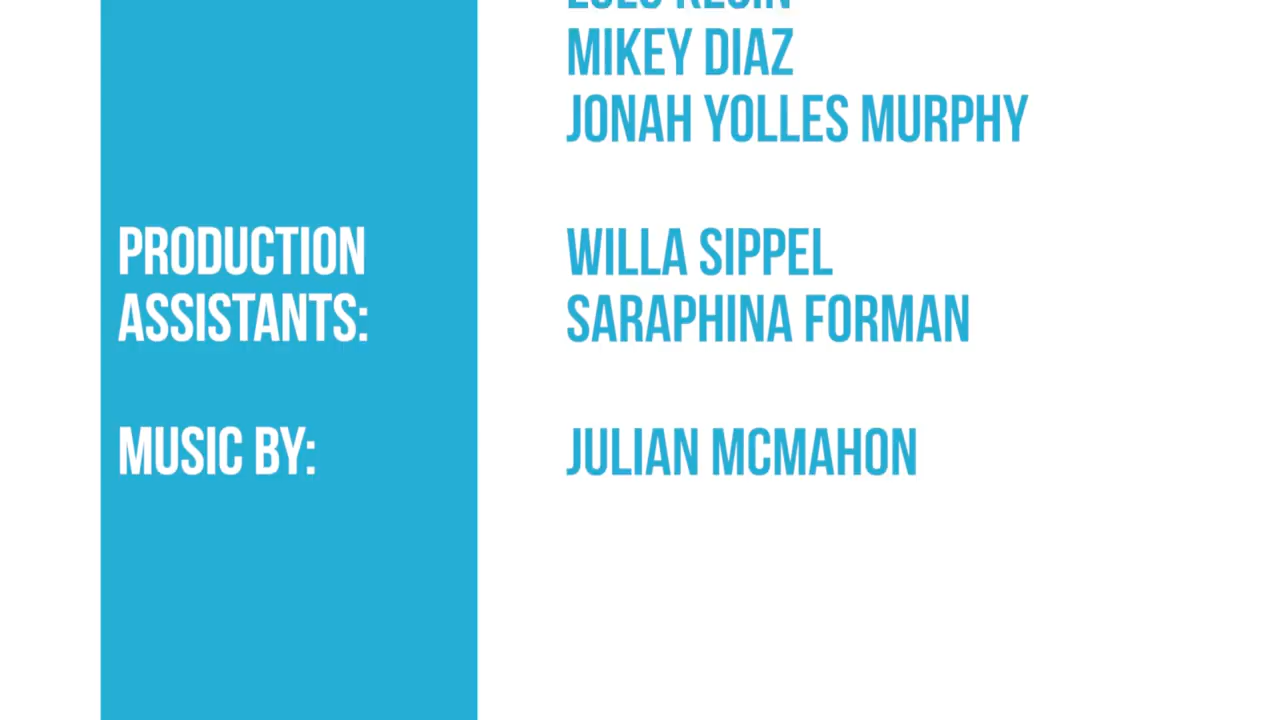 MIKEY DIAZ
JONAH YOLLES MURPHY
PRODUCTION
ASSISTANTS:
WILLA SIPPEL
SARAPHINA FORMAN
MUSIC BY:
JULIAN MCMAHON